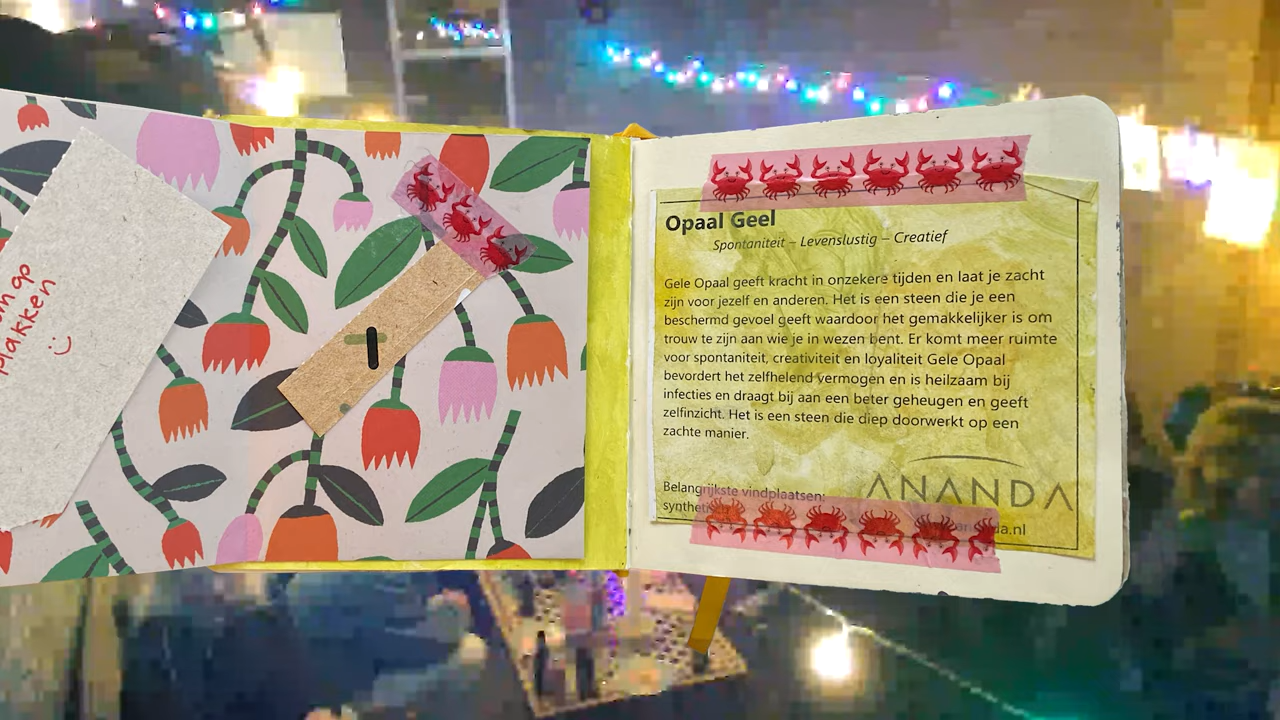 op
plakken
Opaal Geel
Spontaniteit – Levenslustig – Creatief
Gele Opaal geeft kracht in onzekere tijden en laat je zacht
zijn voor jezelf en anderen. Het is een steen die je een
beschermd gevoel geeft waardoor het gemakkelijker is om
trouw te zijn aan wie je in wezen bent. Er komt meer ruimte
voor spontaniteit, creativiteit en loyaliteit Gele Opaal
bevordert het zelfhelend vermogen en is heilzaam bij
infecties en draagt bij aan een beter geheugen en geeft
zelfinzicht. Het is een steen die diep doorwerkt op een
zachte manier.
ANANDA
Belangrijkste vindplaatsen: